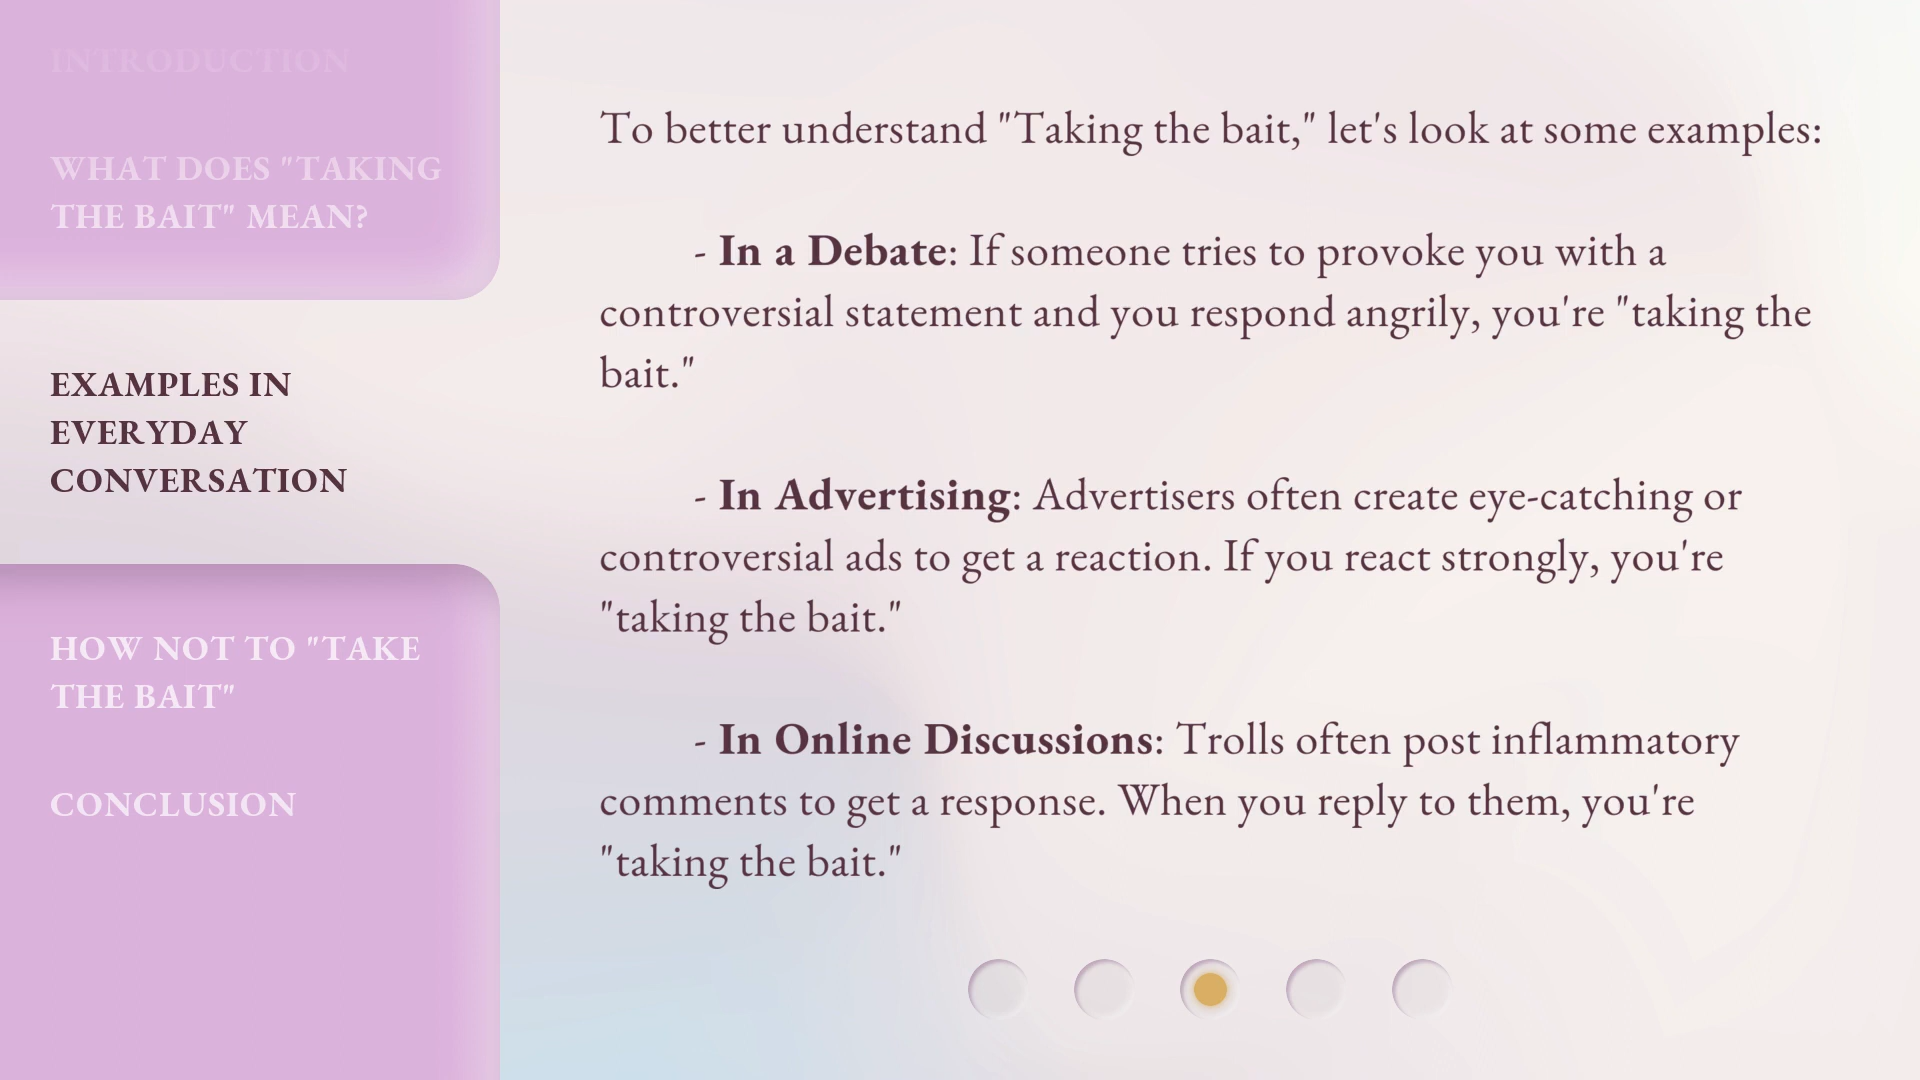 INTRODUCTION
WHAT DOES "TAKING
THE BAIT" MEAN?
EXAMPLES IN
EVERYDAY
CONVERSATION
HOW NOT TO "TAKE
THE BAIT"
CONCLUSION
To better understand "Taking the bait," let's look at some examples:
- In a Debate: If someone tries to provoke you with a
controversial statement and you respond angrily, you're "taking the
bait."
- In Advertising: Advertisers often create eye-catching or
controversial ads to get a reaction. If you react strongly, you're
"taking the bait."
- In Online Discussions: Trolls often post inflammatory
comments to get a response. When you reply to them, you're
"taking the bait."